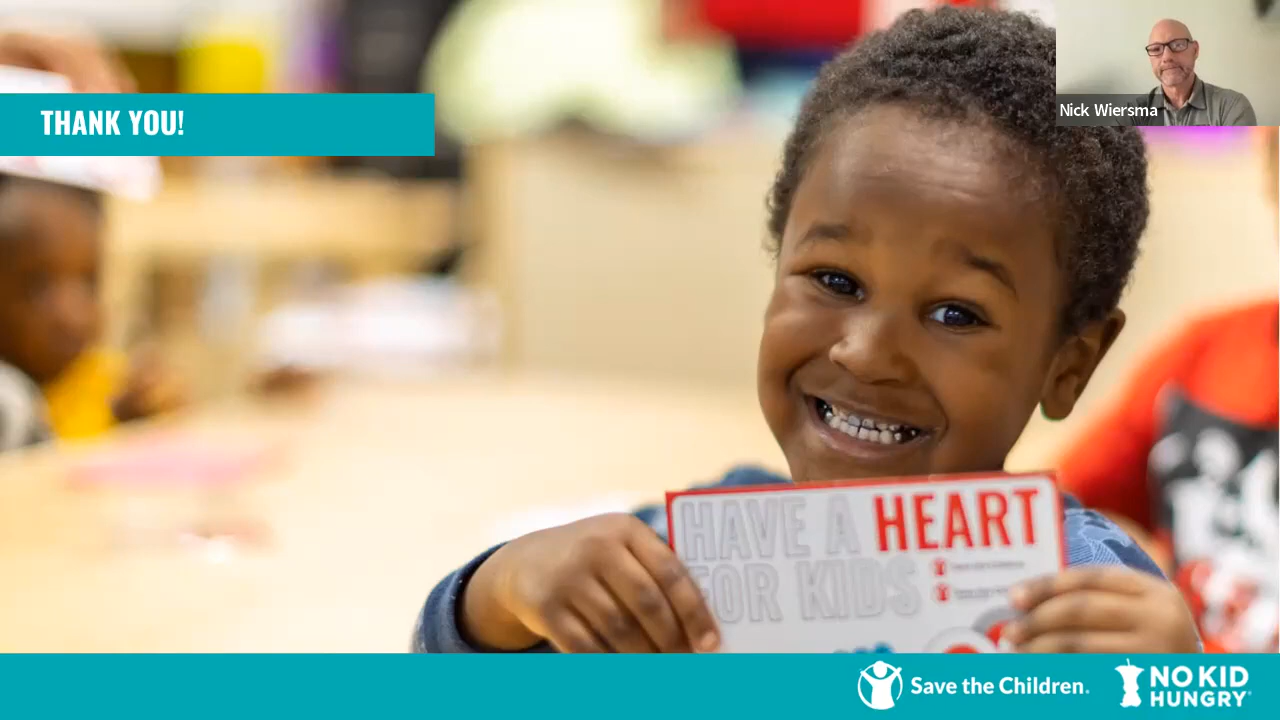 THANK YOU!
Nick Wiersma
HAVE A HEART
FOR KIDS
Save the Children.
NO KID
HUNGRY